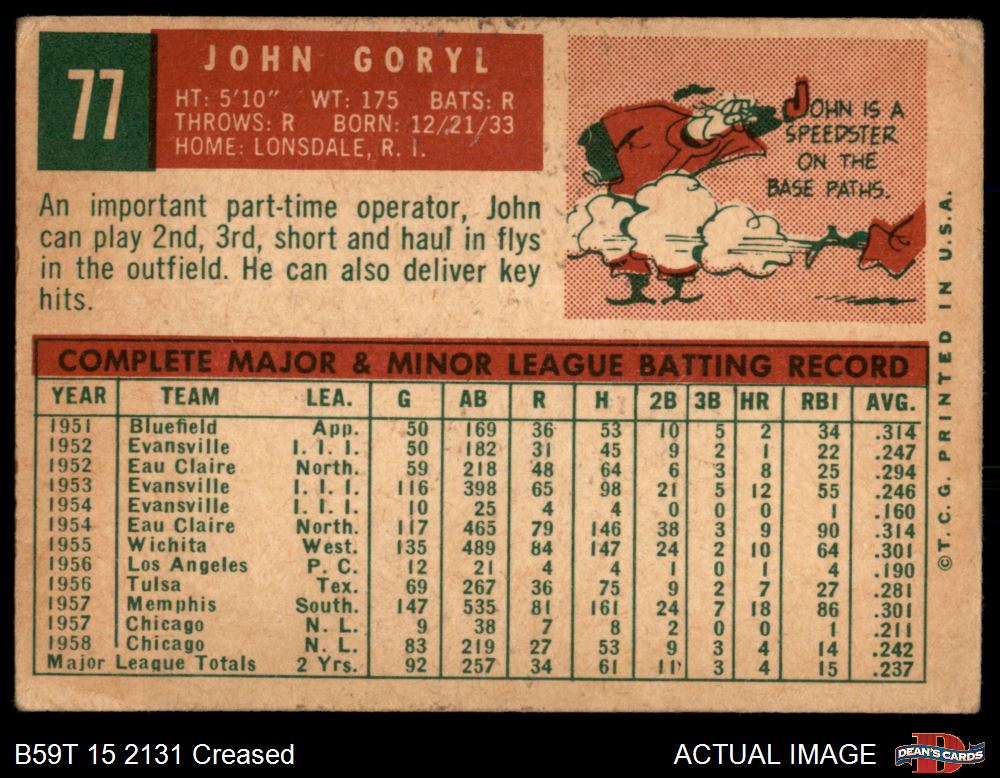 77
JOHN GORYL
HT: 5'10" WT: 175 BATS: R
THROWS: R BORN: 12/21/33
HOME: LONSDALE, R. I.
An important part-time operator, John
can play 2nd, 3rd, short and haul in flys
in the outfield. He can also deliver key
hits.
JOHN IS A
SPEEDSTER
ON THE
BASE PATHS.
COMPLETE MAJOR & MINOR LEAGUE BATTING RECORD
YEAR TEAM LEA. G AB R H 2B 3B HR RBI AVG.
1951 Bluefield App. 50 169 36 53 10 5 2 34 .314
1952 Evansville I. I. I. 50 182 31 45 9 2 1 22 .247
1952 Eau Claire North. 59 218 48 64 6 3 8 25 .294
1953 Evansville I. I. I. 116 398 65 98 21 5 12 55 .246
1954 Evansville I. I. I. 10 25 4 4 0 0 0 1 .160
1954 Eau Claire North. 117 465 79 146 38 3 9 90 .314
1955 Wichita West. 135 489 84 147 24 2 10 64 .301
1956 Los Angeles P. C. 12 21 4 4 1 0 1 4 .190
1956 Tulsa Tex. 69 267 36 75 9 2 7 27 .281
1957 Memphis South. 147 535 81 161 24 7 18 86 .301
1957 Chicago N. L. 9 38 7 8 2 0 0 1 .211
1958 Chicago N. L. 83 219 27 53 9 3 4 14 .242
Major League Totals 2 Yrs. 92 257 34 61 11 3 4 15 .237
© T. C. G. PRINTED IN U.S.A.
B59T 15 2131 Creased
ACTUAL IMAGE
DEAN'S CARDS